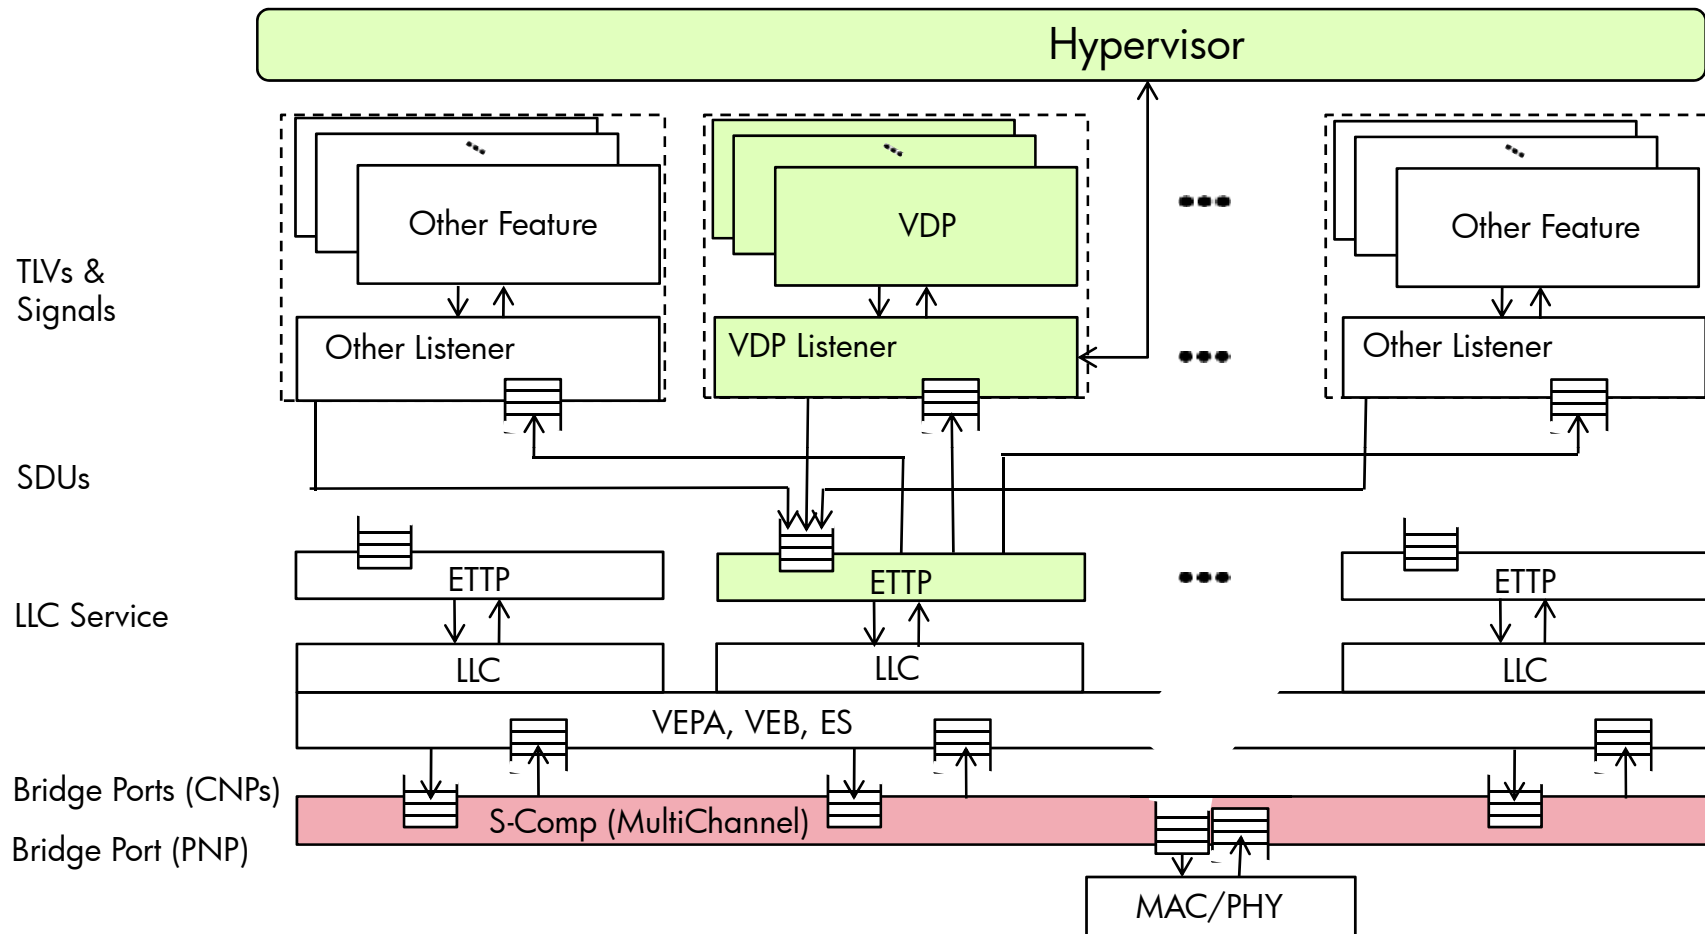 Hypervisor
Other Feature
VDP
Other Feature
TLVs &
Signals
Other Listener
VDP Listener
Other Listener
SDUs
ETTP
ETTP
ETTP
LLC Service
LLC
LLC
LLC
VEPA, VEB, ES
Bridge Ports (CNPs)
S-Comp (MultiChannel)
Bridge Port (PNP)
MAC/PHY